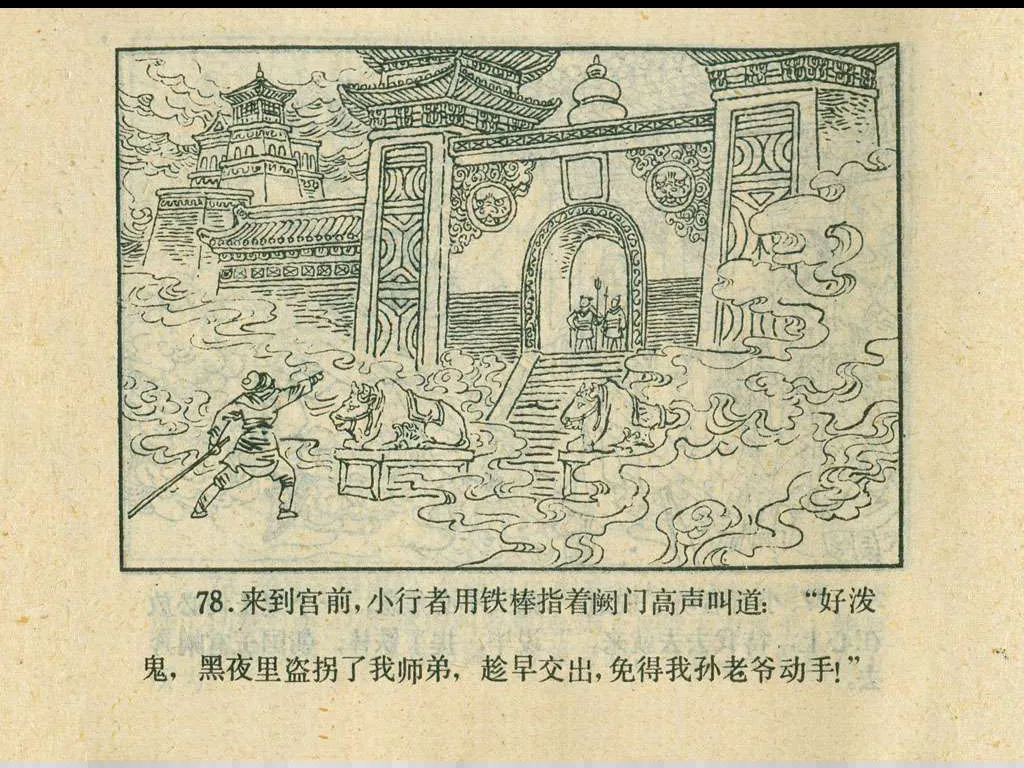 78.来到宫前,小行者用铁棒指着阙门高声叫道：“好泼
鬼，黑夜里盗拐了我师弟，趁早交出,免得我孙老爷动手!”